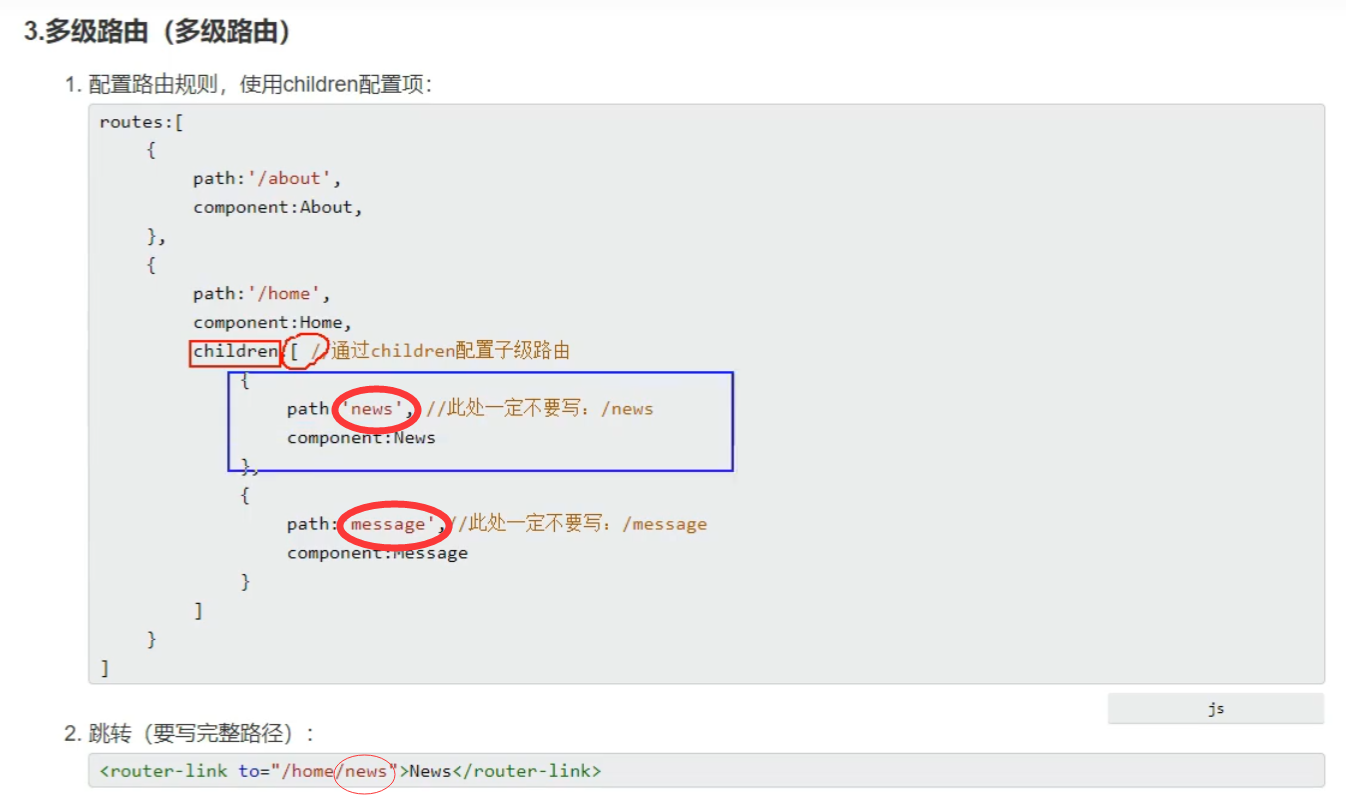 3.多级路由（多级路由）
1. 配置路由规则，使用children配置项：
routes:[
{
path:'/about',
component:About,
},
{
path:'/home',
component:Home,
children:[ //通过children配置子级路由
{
path:'news', //此处一定不要写：/news
component:News
},
{
path:'message',//此处一定不要写：/message
component:Message
}
]
}
]
js
2. 跳转（要写完整路径）：
<router-link to="/home/news">News</router-link>